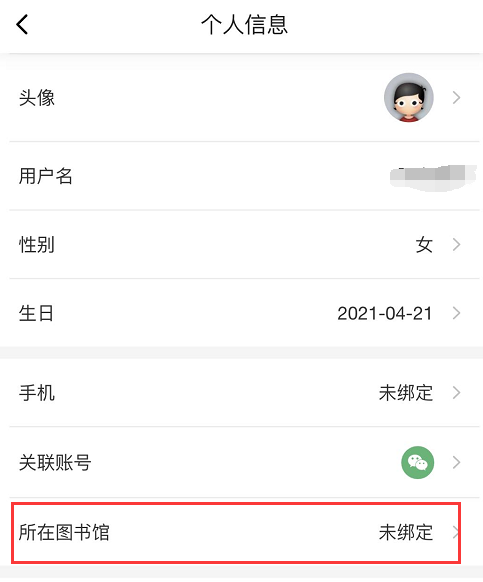 个人信息
头像
用户名
性别 女
生日 2021-04-21
手机 未绑定
关联账号
所在图书馆 未绑定